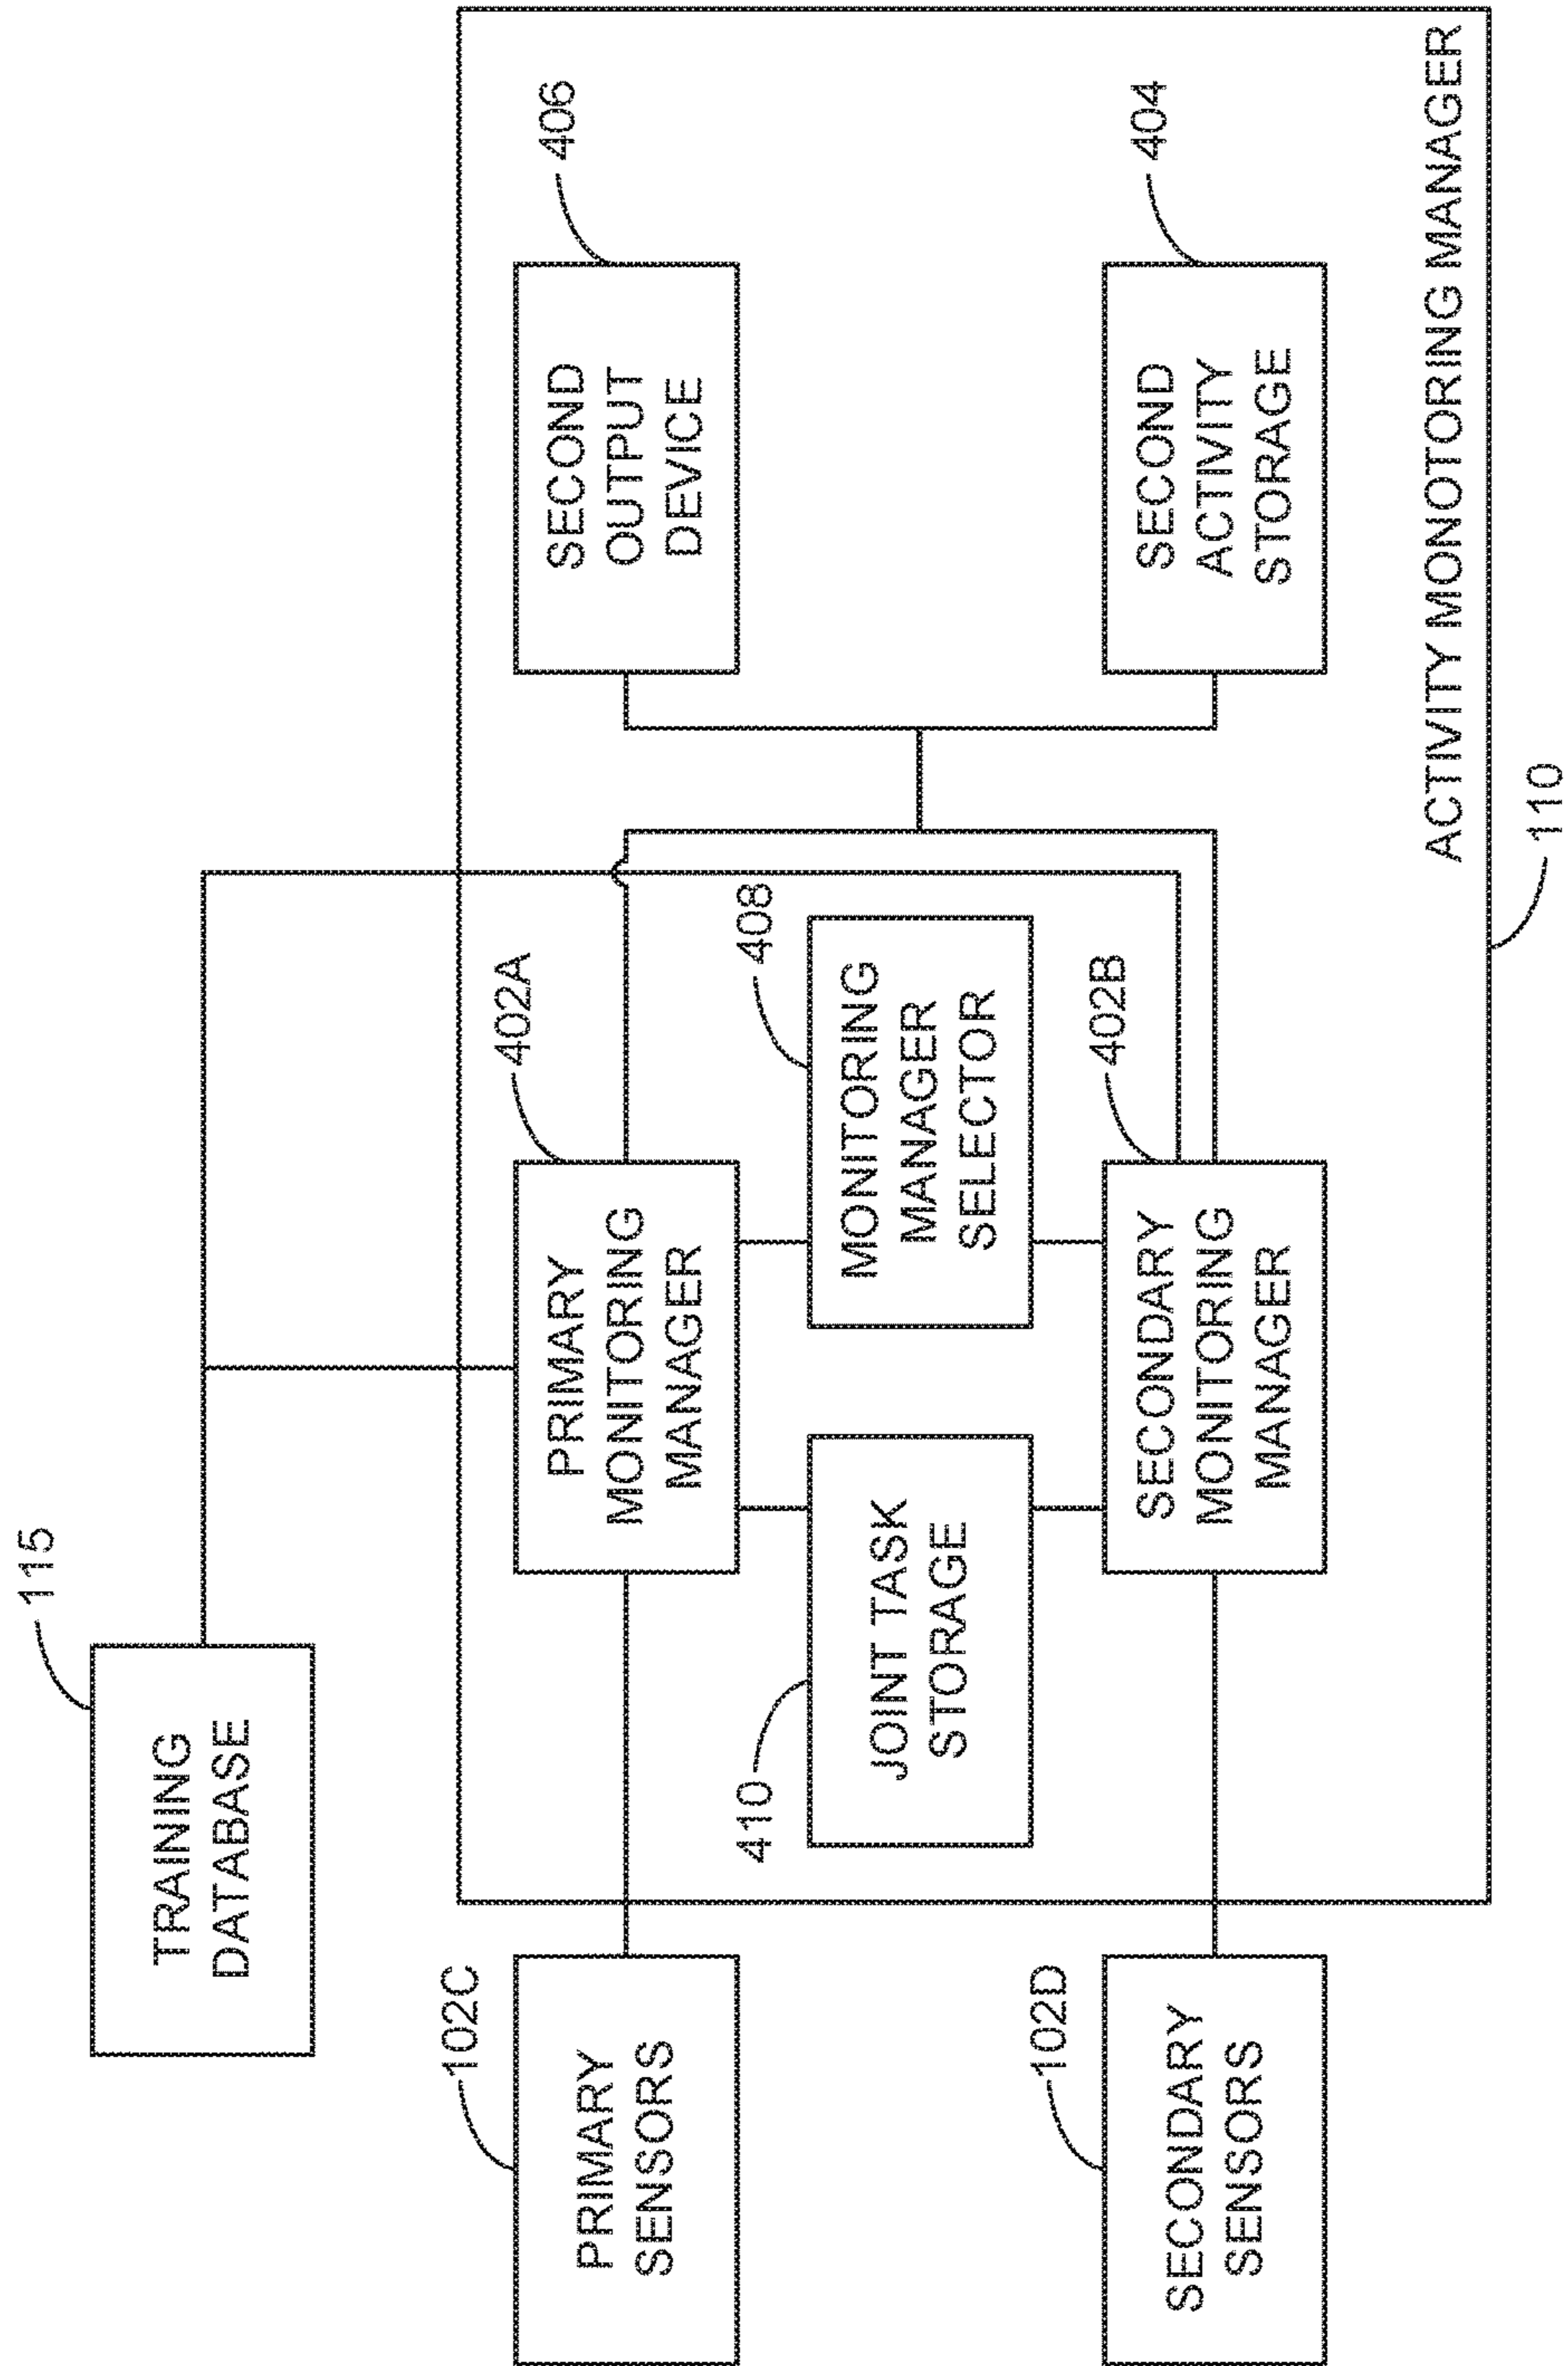 115
TRAINING
DATABASE
102C
PRIMARY
SENSORS
402A
PRIMARY
MONITORING
MANAGER
406
SECOND
OUTPUT
DEVICE
410
JOINT TASK
STORAGE
408
MONITORING
MANAGER
SELECTOR
102D
SECONDARY
SENSORS
402B
SECONDARY
MONITORING
MANAGER
404
SECOND
ACTIVITY
STORAGE
ACTIVITY MONOTORING MANAGER
110